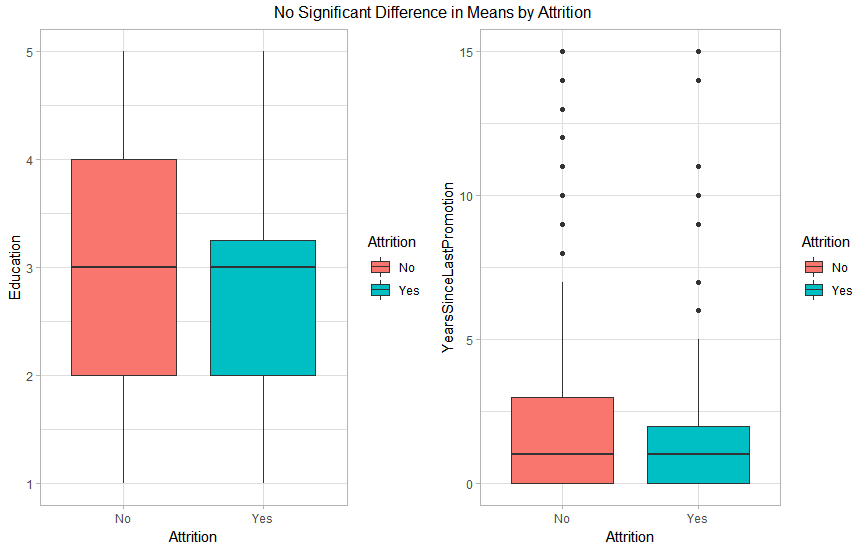 No Significant Difference in Means by Attrition
5
4
3
2
1
Education
No
Yes
Attrition
Attrition
No
Yes
15
10
5
0
YearsSinceLastPromotion
No
Yes
Attrition
Attrition
No
Yes